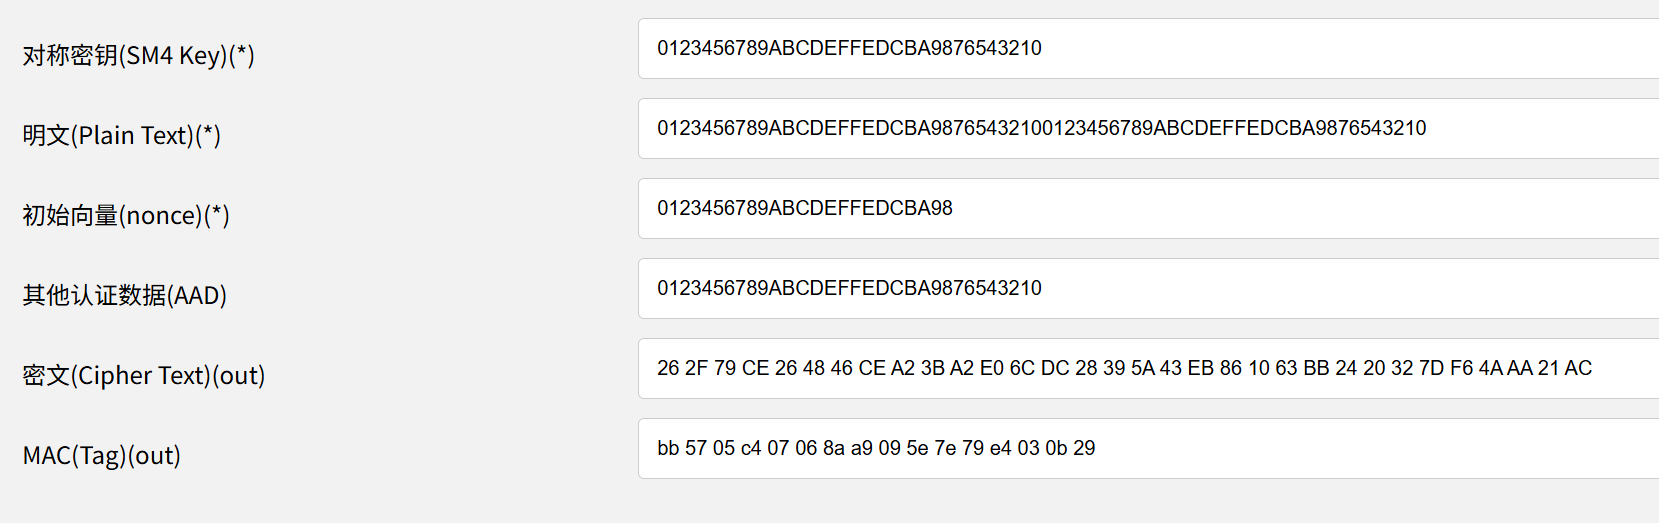 对称密钥(SM4 Key)(*)
0123456789ABCDEFFEDCBA9876543210
明文(Plain Text)(*)
0123456789ABCDEFFEDCBA98765432100123456789ABCDEFFEDCBA9876543210
初始向量(nonce)(*)
0123456789ABCDEFFEDCBA98
其他认证数据(AAD)
0123456789ABCDEFFEDCBA9876543210
密文(Cipher Text)(out)
26 2F 79 CE 26 48 46 CE A2 3B A2 E0 6C DC 28 39 5A 43 EB 86 10 63 BB 24 20 32 7D F6 4A AA 21 AC
MAC(Tag)(out)
bb 57 05 c4 07 06 8a a9 09 5e 7e 79 e4 03 0b 29